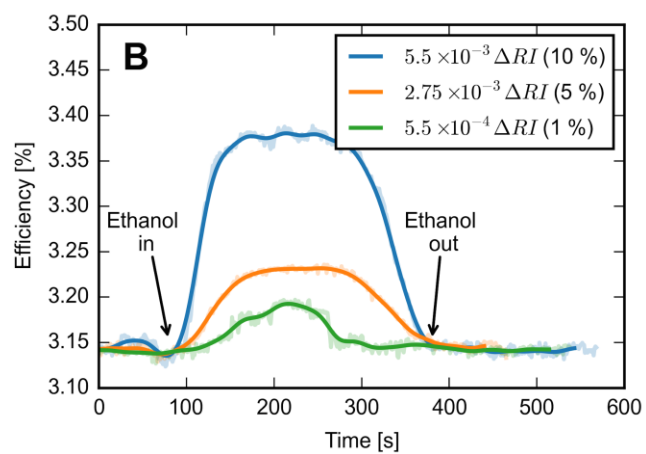 B
5.5 ×10⁻³ ΔRI (10 %)
2.75 ×10⁻³ ΔRI (5 %)
5.5 ×10⁻⁴ ΔRI (1 %)
Ethanol
in
Ethanol
out
Efficiency [%]
3.50
3.45
3.40
3.35
3.30
3.25
3.20
3.15
3.10
0 100 200 300 400 500 600
Time [s]